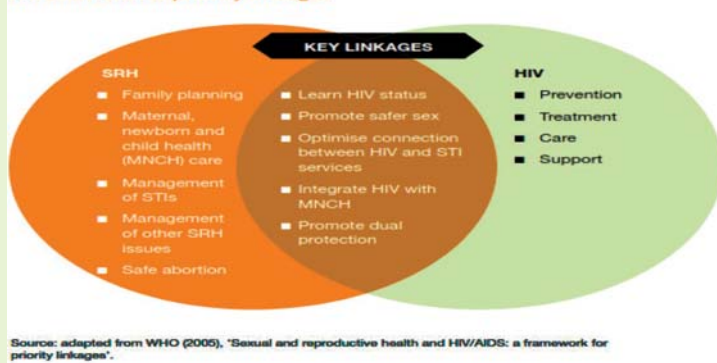 KEY LINKAGES
SRH
Family planning
Maternal,
newborn and
child health
(MNCH) care
Management
of STIs
Management
of other SRH
issues
Safe abortion
Learn HIV status
Promote safer sex
Optimise connection
between HIV and STI
services
Integrate HIV with
MNCH
Promote dual
protection
HIV
Prevention
Treatment
Care
Support
Source: adapted from WHO (2005), 'Sexual and reproductive health and HIV/AIDS: a framework for
priority linkages'.